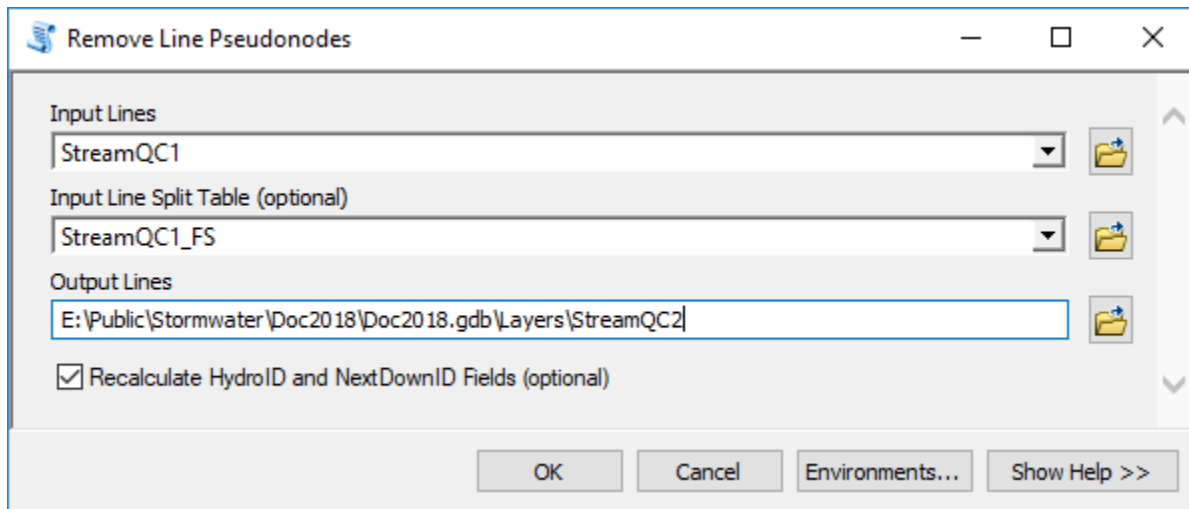 Remove Line Pseudonodes
Input Lines
StreamQC1
Input Line Split Table (optional)
StreamQC1_FS
Output Lines
E:\Public\Stormwater\Doc2018\Doc2018.gdb\Layers\StreamQC2
Recalculate HydroID and NextDownID Fields (optional)
OK Cancel Environments... Show Help >>